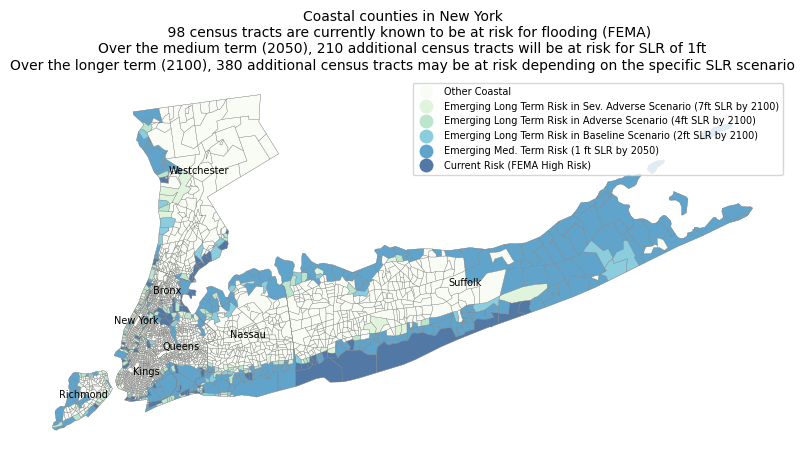 Coastal counties in New York
98 census tracts are currently known to be at risk for flooding (FEMA)
Over the medium term (2050), 210 additional census tracts will be at risk for SLR of 1ft
Over the longer term (2100), 380 additional census tracts may be at risk depending on the specific SLR scenario
Other Coastal
Emerging Long Term Risk in Sev. Adverse Scenario (7ft SLR by 2100)
Emerging Long Term Risk in Adverse Scenario (4ft SLR by 2100)
Emerging Long Term Risk in Baseline Scenario (2ft SLR by 2100)
Emerging Med. Term Risk (1 ft SLR by 2050)
Current Risk (FEMA High Risk)
Westchester
Suffolk
Bronx
New York
Nassau
Queens
Kings
Richmond